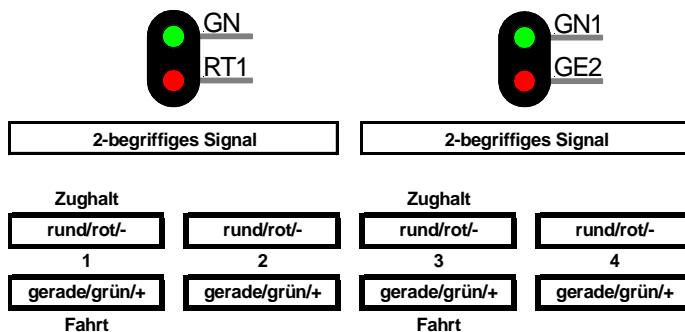 GN GN1
RT1 GE2
2-begriffiges Signal 2-begriffiges Signal
Zughalt Zughalt
rund/rot/- rund/rot/- rund/rot/- rund/rot/-
1 2 3 4
gerade/grün/+ gerade/grün/+ gerade/grün/+ gerade/grün/+
Fahrt Fahrt